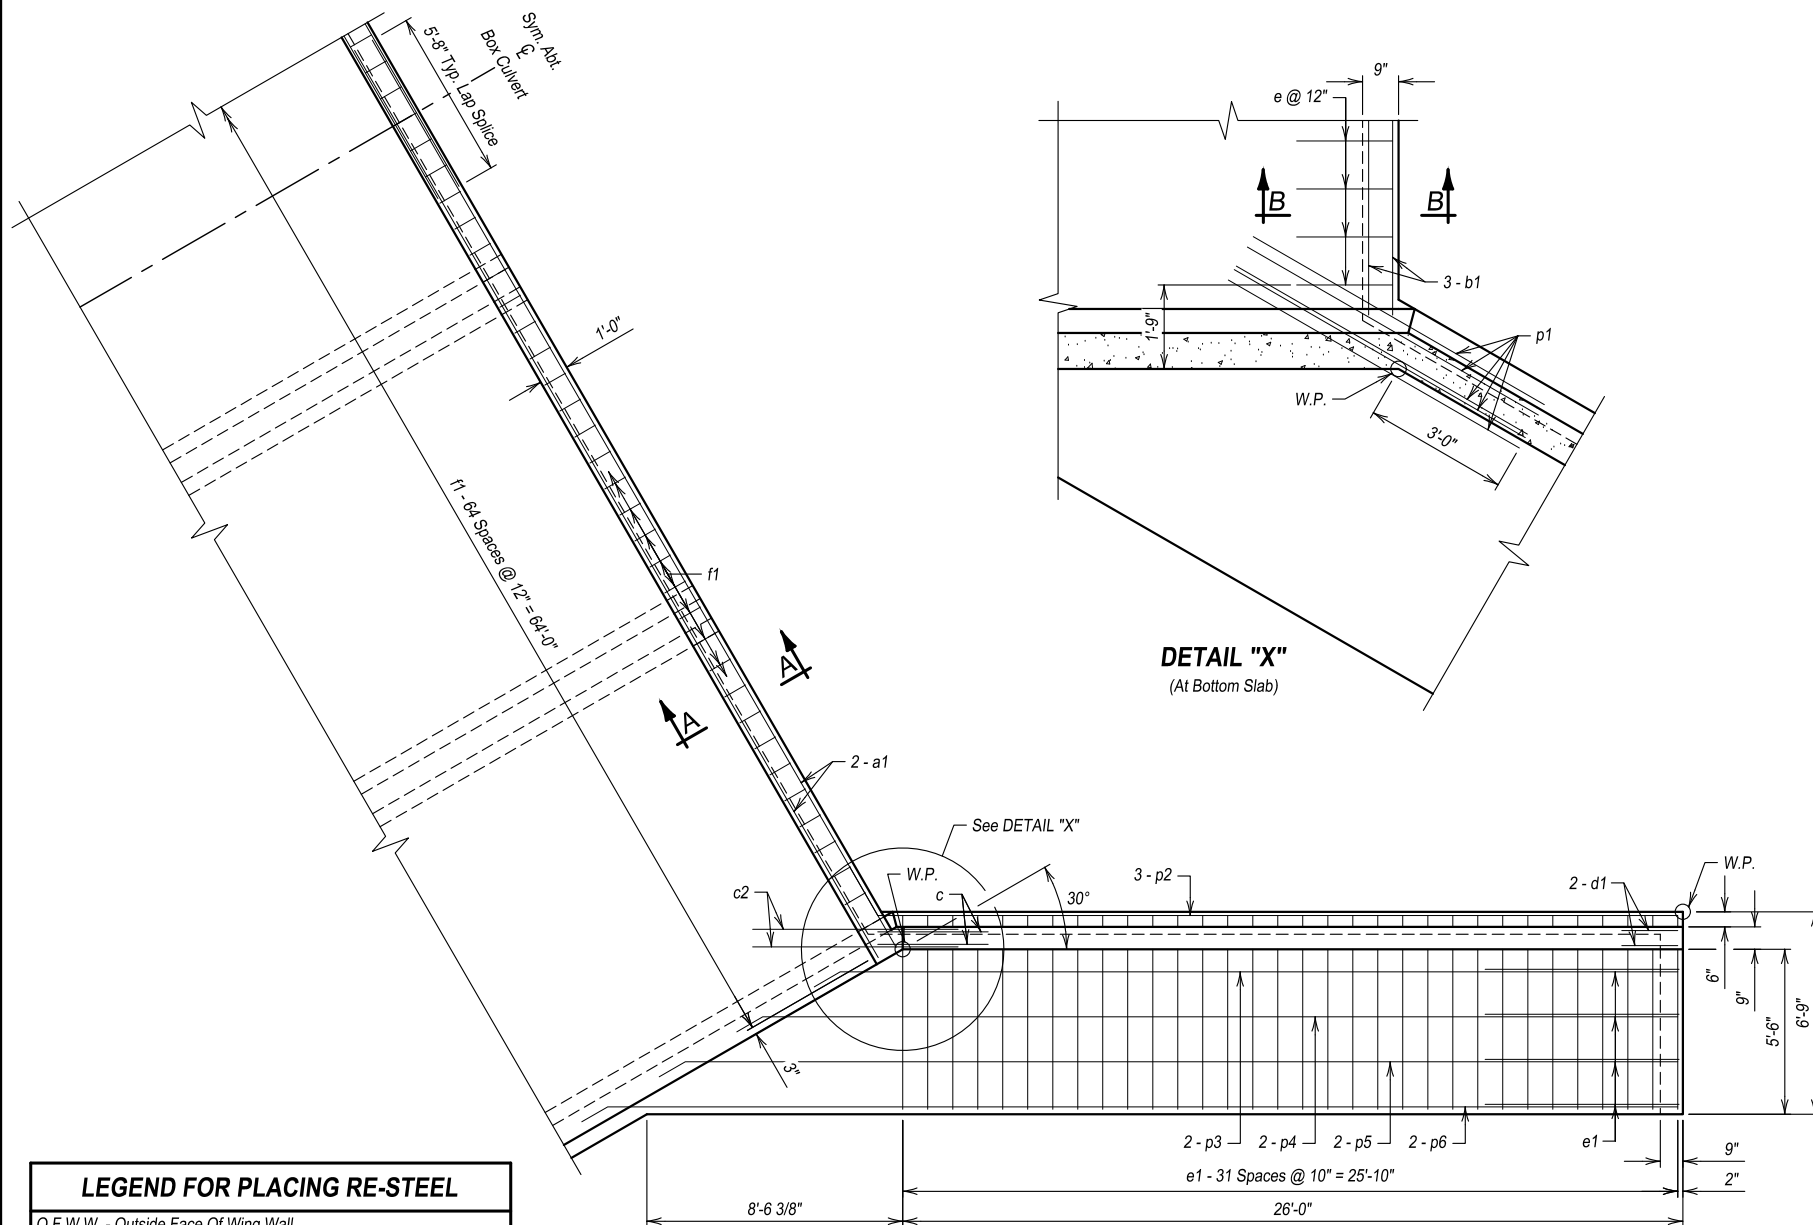 Sym. Abt.
℄
Box Culvert
5'-8" Typ. Lap Splice
1'-0"
f1 - 64 Spaces @ 12" = 64'-0"
f1
A
A
2 - a1
See DETAIL "X"
W.P.
c2
c
30°
3 - p2
2 - d1
W.P.
6"
9"
5'-6"
6'-9"
3"
2 - p3
2 - p4
2 - p5
2 - p6
e1
9"
2"
e1 - 31 Spaces @ 10" = 25'-10"
8'-6 3/8"
26'-0"
9"
e @ 12"
B
B
3 - b1
1'-9"
p1
W.P.
3'-0"
DETAIL "X"
(At Bottom Slab)
LEGEND FOR PLACING RE-STEEL
O.F.W.W. - Outside Face Of Wing Wall